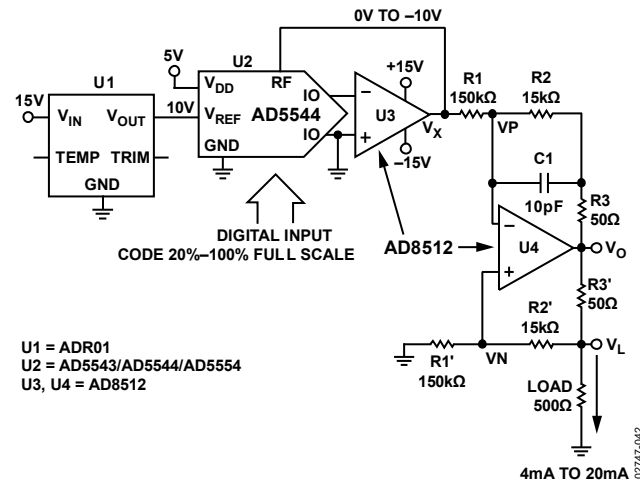 0V TO –10V
U2
5V
RF
+15V
R1
150kΩ
R2
15kΩ
U1
15V
VIN
VOUT
10V
VDD
VREF
IO
AD5544
IO
GND
U3
VX
VP
–15V
TEMP
TRIM
GND
C1
10pF
R3
50Ω
DIGITAL INPUT
CODE 20%–100% FULL SCALE
AD8512
U4
VO
R3'
50Ω
R2'
15kΩ
VL
R1'
150kΩ
VN
LOAD
500Ω
U1 = ADR01
U2 = AD5543/AD5544/AD5554
U3, U4 = AD8512
4mA TO 20mA
02747-042
− + − +